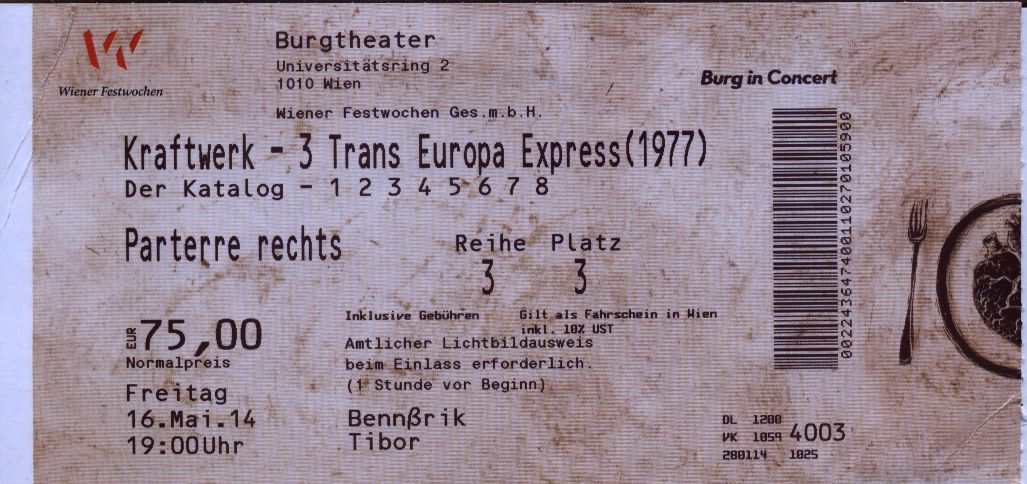 Wiener Festwochen
Burgtheater
Universitätsring 2
1010 Wien
Wiener Festwochen Ges.m.b.H.
Burg in Concert
Kraftwerk - 3 Trans Europa Express(1977)
Der Katalog - 1 2 3 4 5 6 7 8
Parterre rechts
Reihe Platz
3 3
EUR 75,00
Normalpreis
Freitag
16.Mai.14
19:00Uhr
Inklusive Gebühren
Gilt als Fahrschein in Wien
inkl. 10% UST
Amtlicher Lichtbildausweis
beim Einlass erforderlich.
(1 Stunde vor Beginn)
Bennßrik
Tibor
002243647400110270105900
DL 1200
VK 1059 4003
280114 1025